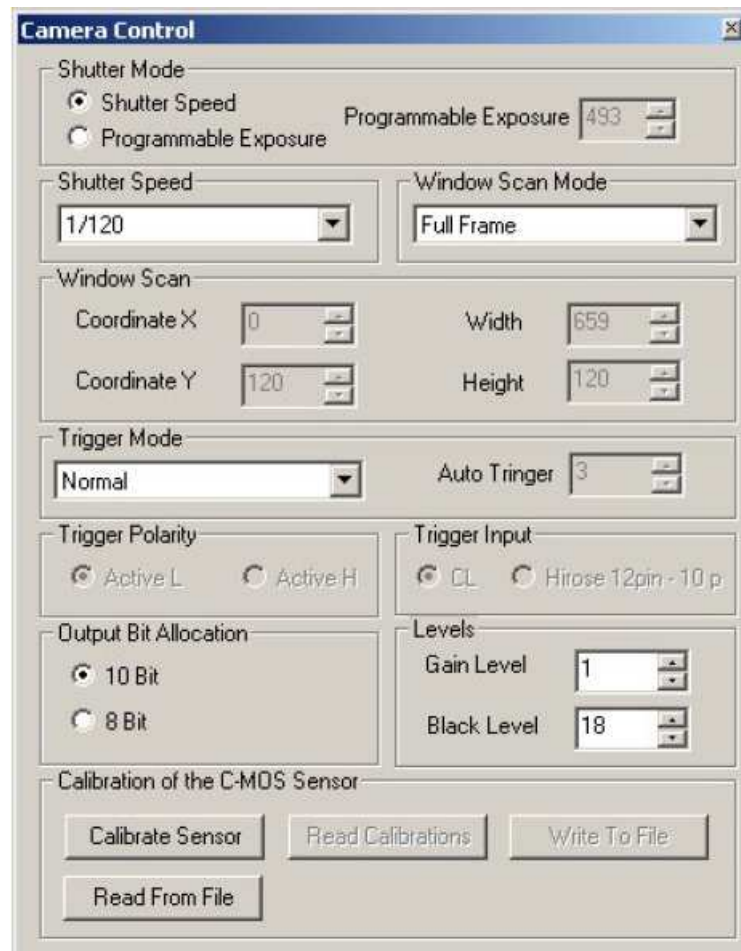 Camera Control
Shutter Mode
Shutter Speed
Programmable Exposure
Programmable Exposure 493
Shutter Speed
1/120
Window Scan Mode
Full Frame
Window Scan
Coordinate X 0
Width 659
Coordinate Y 120
Height 120
Trigger Mode
Normal
Auto Tringer 3
Trigger Polarity
Active L Active H
Trigger Input
CL Hirose 12pin - 10 p
Output Bit Allocation
10 Bit
8 Bit
Levels
Gain Level 1
Black Level 18
Calibration of the C-MOS Sensor
Calibrate Sensor Read Calibrations Write To File
Read From File